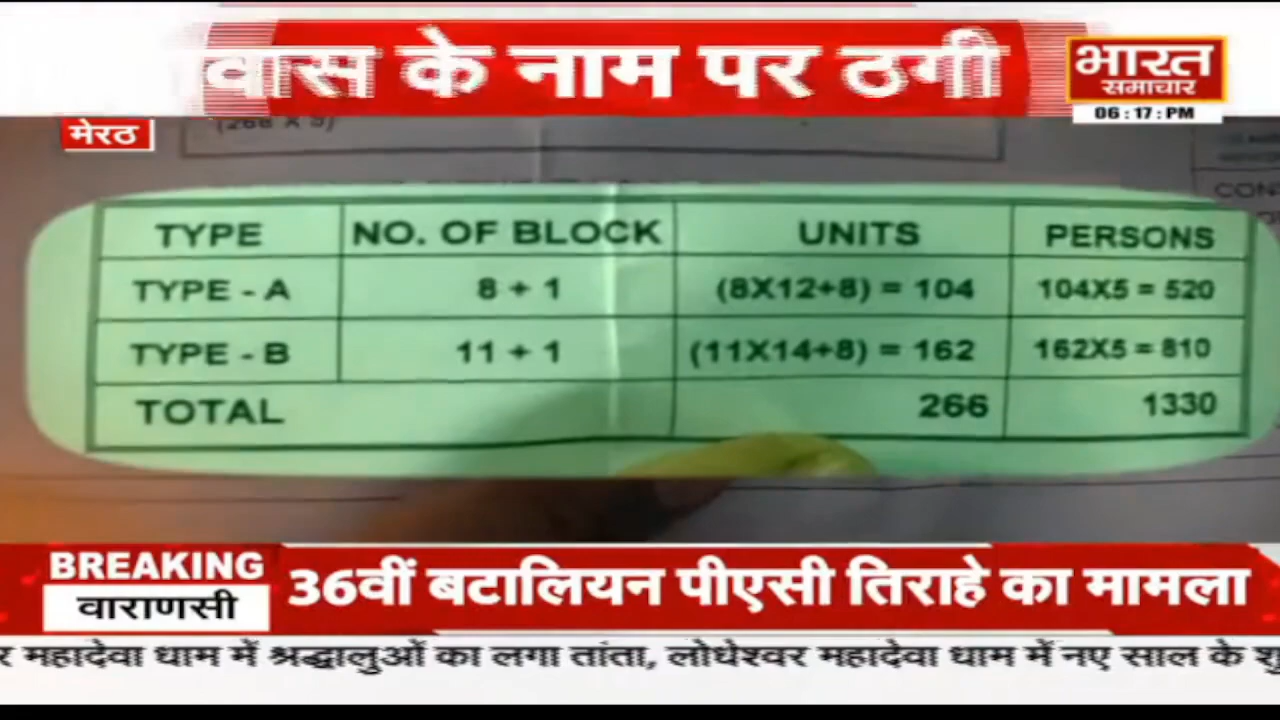 वास के नाम पर ठगी
भारत
समाचार
06 : 17 : PM
मेरठ
(266 X 5)
TYPE NO. OF BLOCK UNITS PERSONS
TYPE - A 8 + 1 (8X12+8) = 104 104X5 = 520
TYPE - B 11 + 1 (11X14+8) = 162 162X5 = 810
TOTAL 266 1330
BREAKING
वाराणसी
36वीं बटालियन पीएसी तिराहे का मामला
महादेवा धाम में श्रद्धालुओं का लगा तांता, लोधेश्वर महादेवा धाम में नए साल के